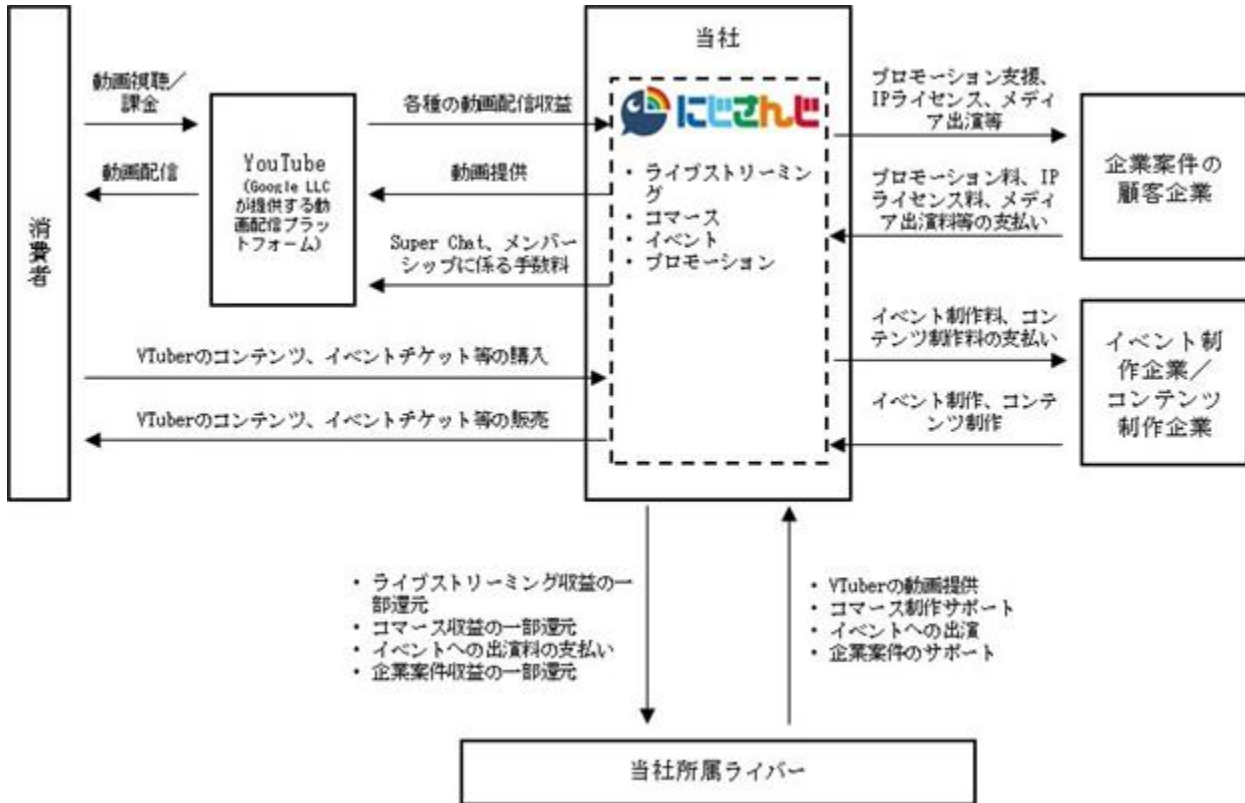 当社
にじさんじ
・ ライブストリーミン
グ
・ コマース
・ イベント
・ プロモーション
消費者
動画視聴／
課金
動画配信
YouTube
(Google LLC
が提供する動
画配信プラッ
トフォーム)
各種の動画配信収益
動画提供
Super Chat、メンバー
シップに係る手数料
VTuberのコンテンツ、イベントチケット等の購入
VTuberのコンテンツ、イベントチケット等の販売
プロモーション支援、
IPライセンス、メディ
ア出演等
プロモーション料、IP
ライセンス料、メディ
ア出演料等の支払い
企業案件の
顧客企業
イベント制作料、コン
テンツ制作料の支払い
イベント制作、コンテ
ンツ制作
イベント制
作企業／
コンテンツ
制作企業
・ ライブストリーミング収益の一
部還元
・ コマース収益の一部還元
・ イベントへの出演料の支払い
・ 企業案件収益の一部還元
・ VTuberの動画提供
・ コマース制作サポート
・ イベントへの出演
・ 企業案件のサポート
当社所属ライバー